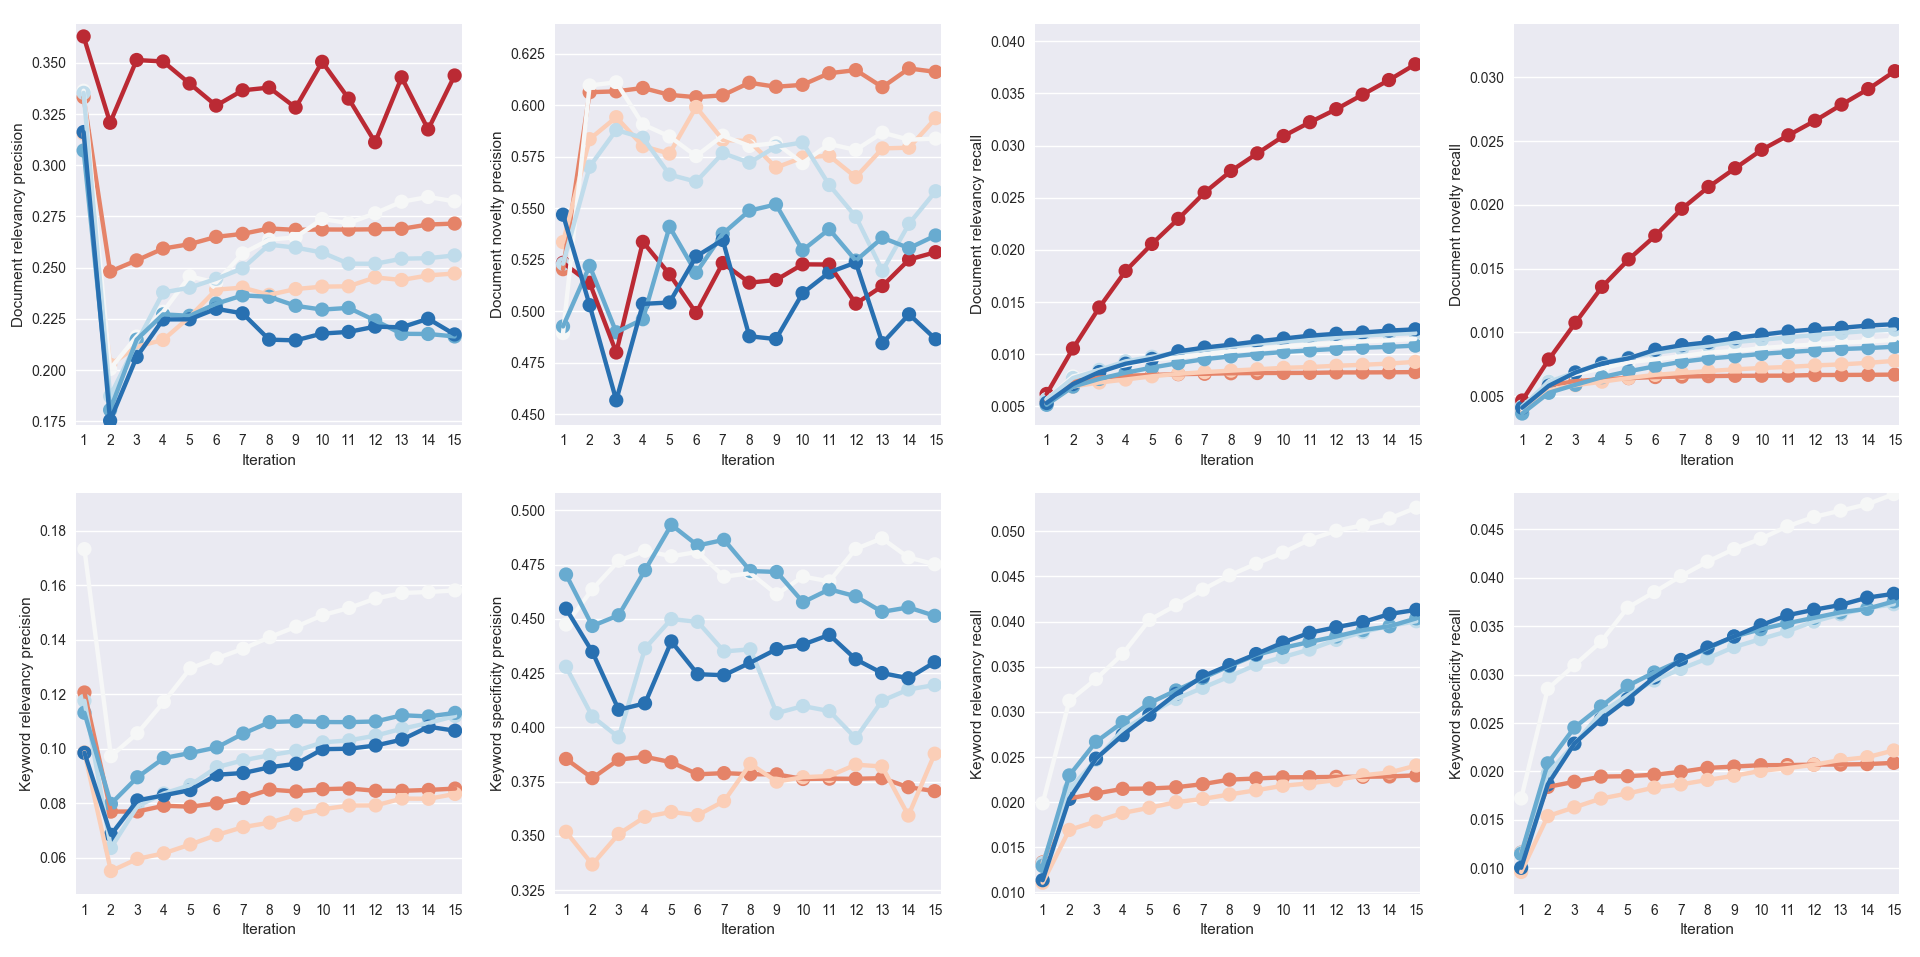 Document relevancy precision
0.350
0.325
0.300
0.275
0.250
0.225
0.200
0.175
1 2 3 4 5 6 7 8 9 10 11 12 13 14 15
Iteration
Document novelty precision
0.625
0.600
0.575
0.550
0.525
0.500
0.475
0.450
1 2 3 4 5 6 7 8 9 10 11 12 13 14 15
Iteration
Document relevancy recall
0.040
0.035
0.030
0.025
0.020
0.015
0.010
0.005
1 2 3 4 5 6 7 8 9 10 11 12 13 14 15
Iteration
Document novelty recall
0.030
0.025
0.020
0.015
0.010
0.005
1 2 3 4 5 6 7 8 9 10 11 12 13 14 15
Iteration
Keyword relevancy precision
0.18
0.16
0.14
0.12
0.10
0.08
0.06
1 2 3 4 5 6 7 8 9 10 11 12 13 14 15
Iteration
Keyword specificity precision
0.500
0.475
0.450
0.425
0.400
0.375
0.350
0.325
1 2 3 4 5 6 7 8 9 10 11 12 13 14 15
Iteration
Keyword relevancy recall
0.050
0.045
0.040
0.035
0.030
0.025
0.020
0.015
0.010
1 2 3 4 5 6 7 8 9 10 11 12 13 14 15
Iteration
Keyword specificity recall
0.045
0.040
0.035
0.030
0.025
0.020
0.015
0.010
1 2 3 4 5 6 7 8 9 10 11 12 13 14 15
Iteration